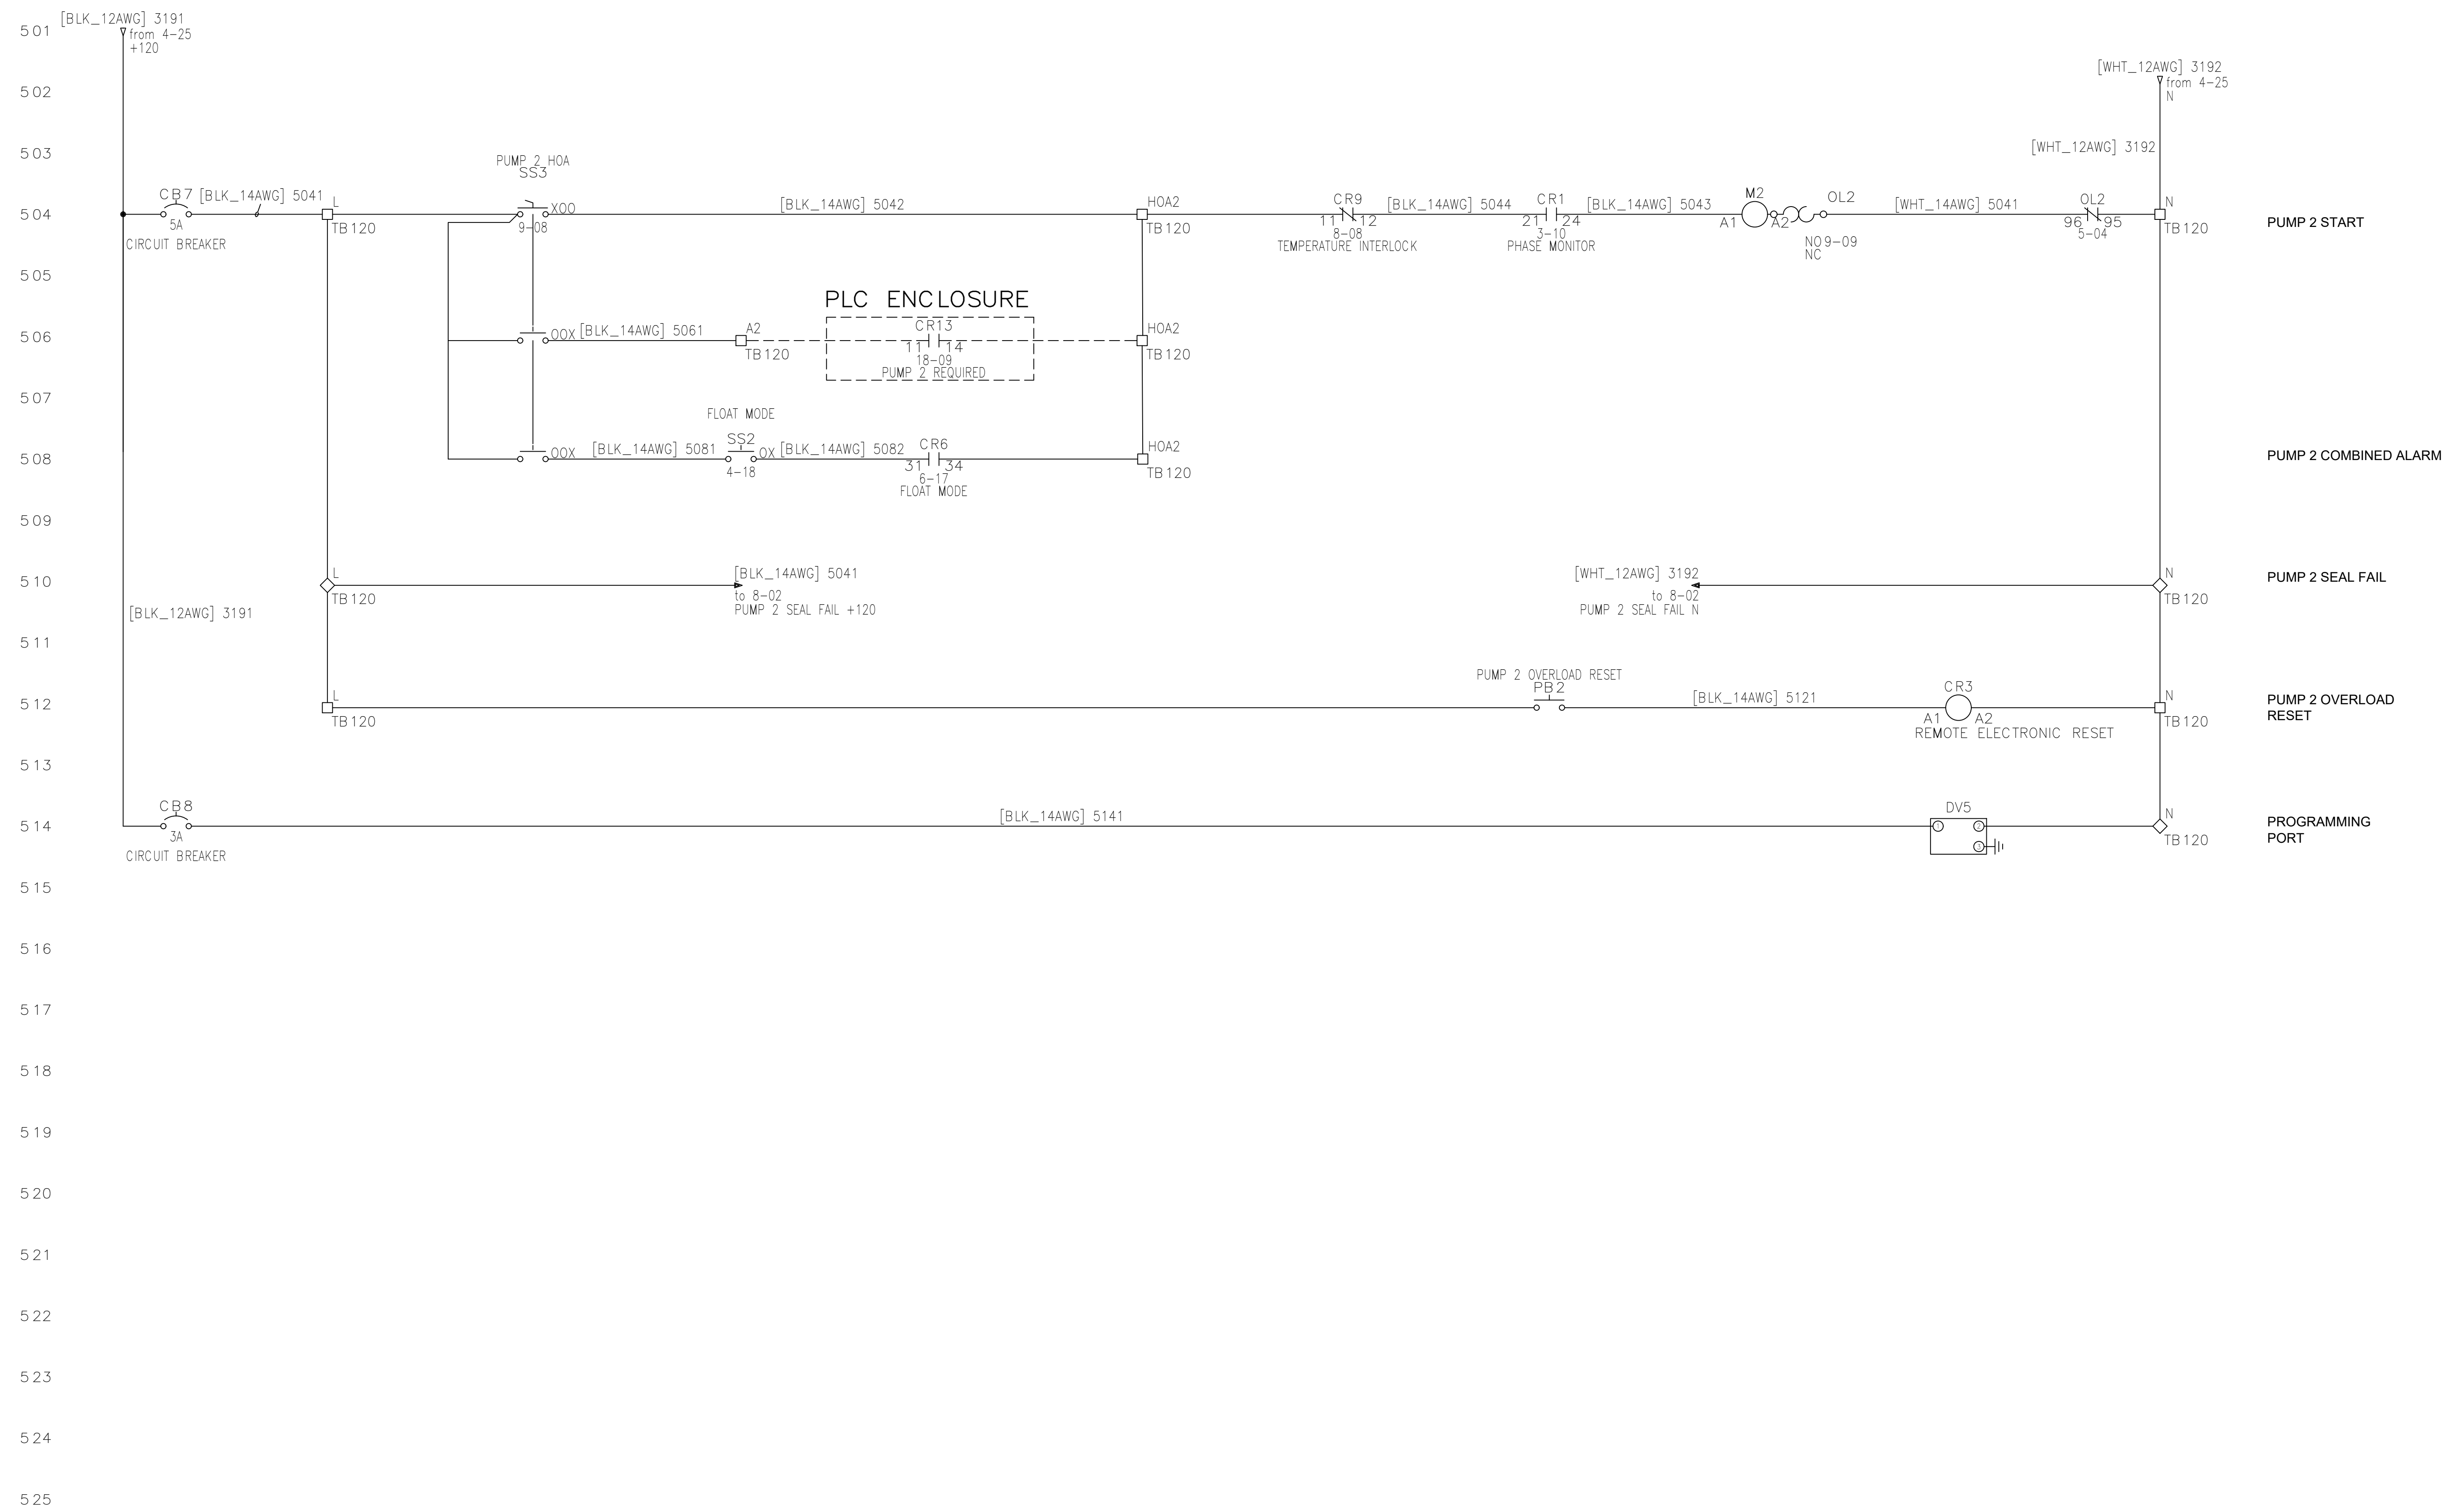 [BLK_12AWG] 3191
501
from 4-25
+120
[WHT_12AWG] 3192
502
from 4-25
N
503
[WHT_12AWG] 3192
PUMP 2 HOA
SS3
CB7
[BLK_14AWG] 5041
L
X00
[BLK_14AWG] 5042
HOA2
CR9
[BLK_14AWG] 5044
CR1
[BLK_14AWG] 5043
M2
OL2
[WHT_14AWG] 5041
OL2
N
504
5A
TB120
9-08
TB120
11 12
8-08
21 24
3-10
A1 A2
96 95
5-04
TB120
PUMP 2 START
CIRCUIT BREAKER
TEMPERATURE INTERLOCK
PHASE MONITOR
NO 9-09
NC
505
PLC ENCLOSURE
506
00X
[BLK_14AWG] 5061
A2
TB120
CR13
11 14
18-09
PUMP 2 REQUIRED
HOA2
TB120
507
FLOAT MODE
508
00X
[BLK_14AWG] 5081
SS2
0X
4-18
[BLK_14AWG] 5082
CR6
31 34
6-17
FLOAT MODE
HOA2
TB120
PUMP 2 COMBINED ALARM
509
510
L
TB120
[BLK_14AWG] 5041
to 8-02
PUMP 2 SEAL FAIL +120
[WHT_12AWG] 3192
to 8-02
PUMP 2 SEAL FAIL N
N
TB120
PUMP 2 SEAL FAIL
[BLK_12AWG] 3191
511
PUMP 2 OVERLOAD RESET
512
L
TB120
PB2
[BLK_14AWG] 5121
CR3
A1 A2
REMOTE ELECTRONIC RESET
N
TB120
PUMP 2 OVERLOAD
RESET
513
514
CB8
3A
CIRCUIT BREAKER
[BLK_14AWG] 5141
DV5
1 2
3
N
TB120
PROGRAMMING
PORT
515
516
517
518
519
520
521
522
523
524
525